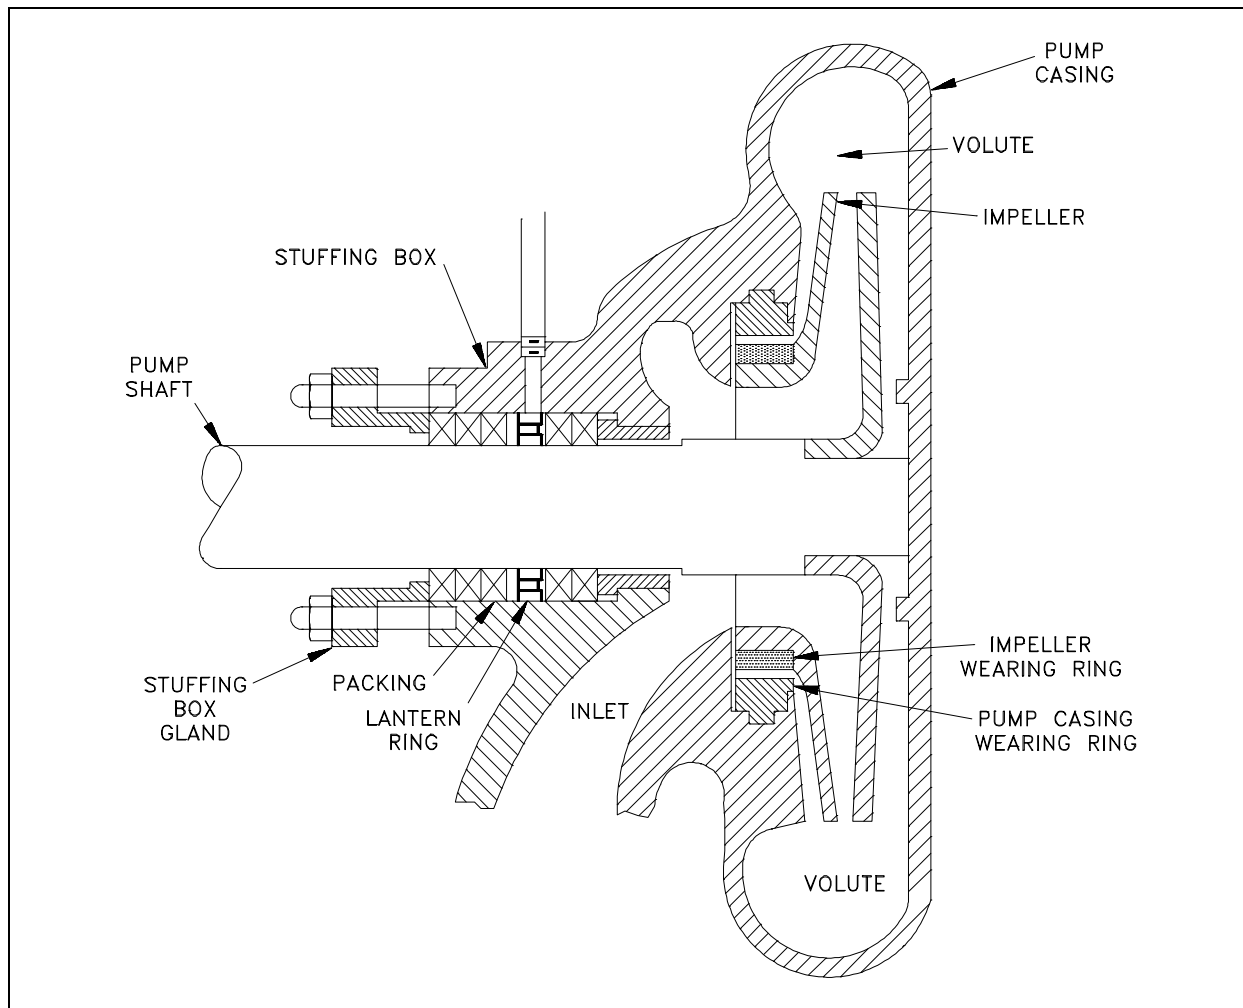 PUMP
CASING
VOLUTE
IMPELLER
STUFFING BOX
PUMP
SHAFT
IMPELLER
WEARING RING
STUFFING
BOX
GLAND
PACKING
LANTERN
RING
INLET
PUMP CASING
WEARING RING
VOLUTE